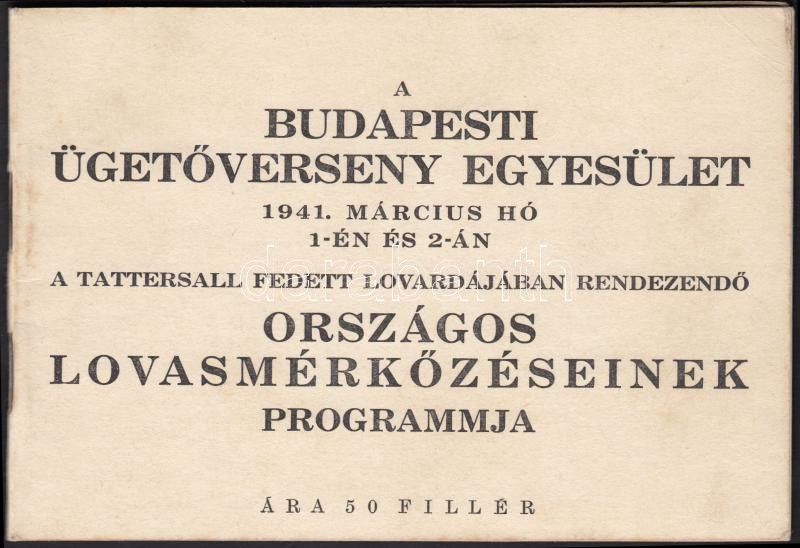 A
BUDAPESTI
ÜGETŐVERSENY EGYESÜLET
1941. MÁRCIUS HÓ
1-ÉN ÉS 2-ÁN
A TATTERSALL FEDETT LOVARDÁJÁBAN RENDEZENDŐ
darabanth
ORSZÁGOS
LOVASMÉRKŐZÉSEINEK
PROGRAMMJA
ÁRA 50 FILLÉR